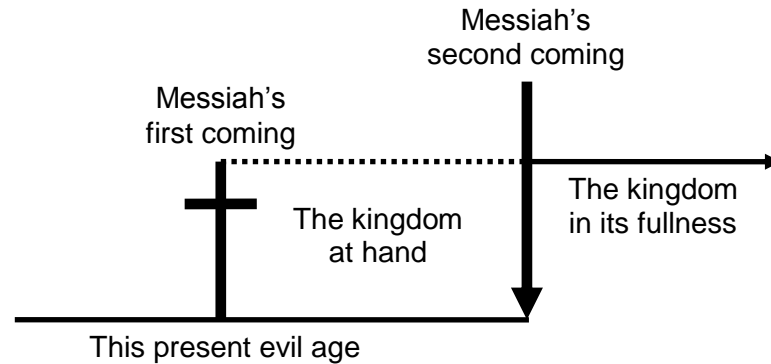 Messiah's
second coming
Messiah's
first coming
The kingdom
at hand
The kingdom
in its fullness
This present evil age